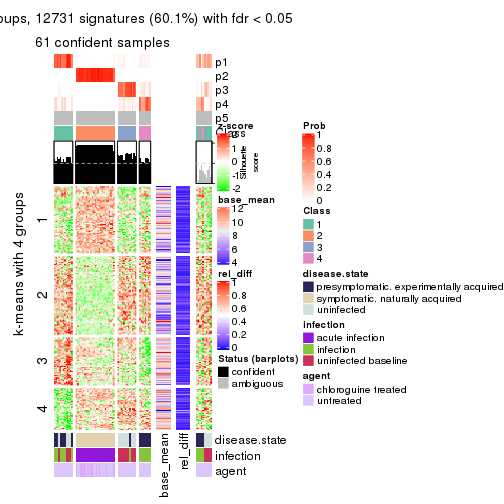 oups, 12731 signatures (60.1%) with fdr < 0.05
61 confident samples
p1
p2
p3
p4
p5
Class
Silhouette
score
k-means with 4 groups
1
2
3
4
base_mean
rel_diff
disease.state
infection
agent
z-score
2
1
0
-1
-2
base_mean
12
10
8
6
4
rel_diff
1
0.8
0.6
0.4
0.2
0
Status (barplots)
confident
ambiguous
Prob
1
0.8
0.6
0.4
0.2
0
Class
1
2
3
4
disease.state
presymptomatic. experimentally acquired
symptomatic. naturally acquired
uninfected
infection
acute infection
infection
uninfected baseline
agent
chloroguine treated
untreated